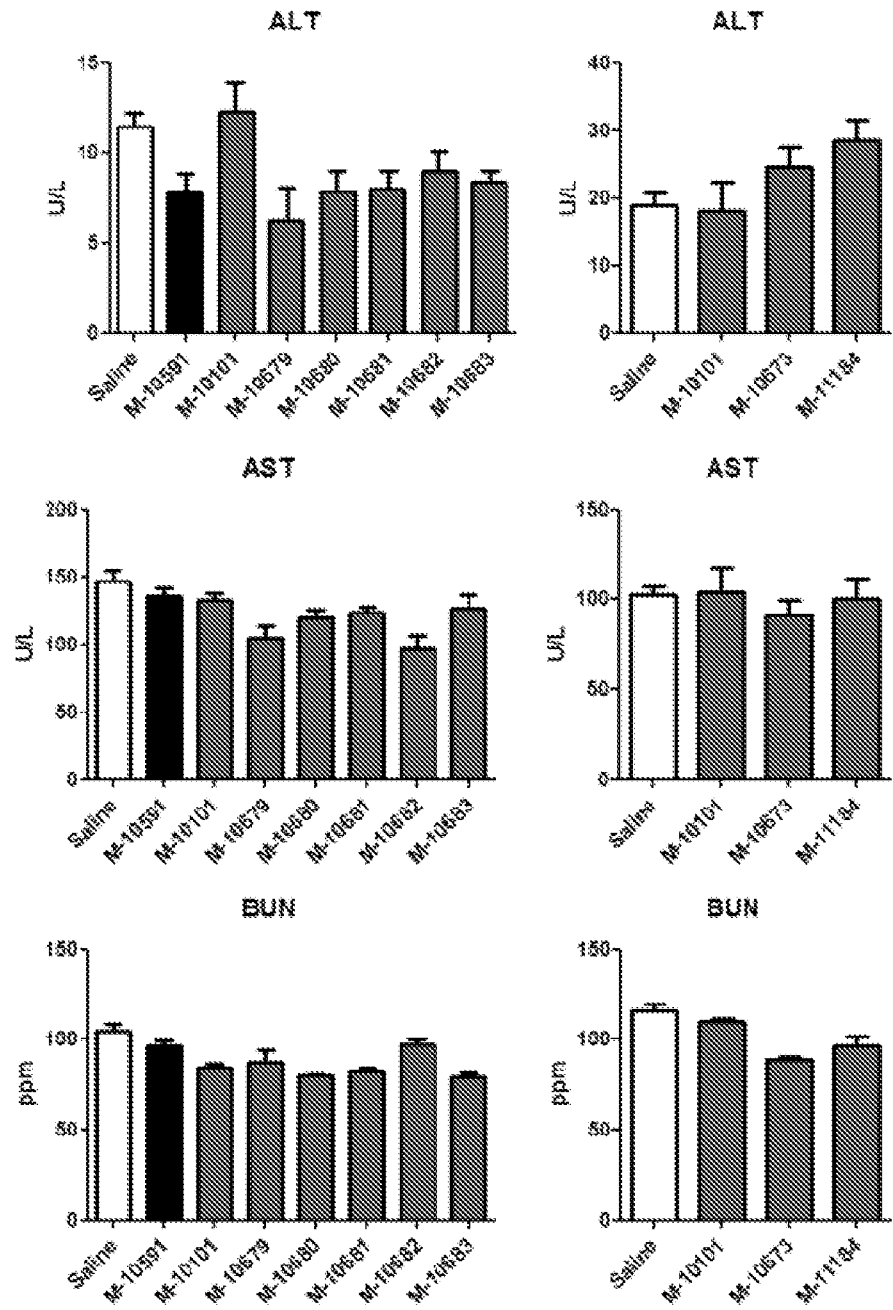 ALT
U/L
15
10
5
0
Saline
M-10591
M-10101
M-10679
M-10680
M-10681
M-10682
M-10683
ALT
U/L
40
30
20
10
0
Saline
M-10101
M-10673
M-11184
AST
U/L
200
150
100
50
0
Saline
M-10591
M-10101
M-10679
M-10680
M-10681
M-10682
M-10683
AST
U/L
150
100
50
0
Saline
M-10101
M-10673
M-11184
BUN
ppm
150
100
50
0
Saline
M-10591
M-10101
M-10679
M-10680
M-10681
M-10682
M-10683
BUN
ppm
150
100
50
0
Saline
M-10101
M-10673
M-11184